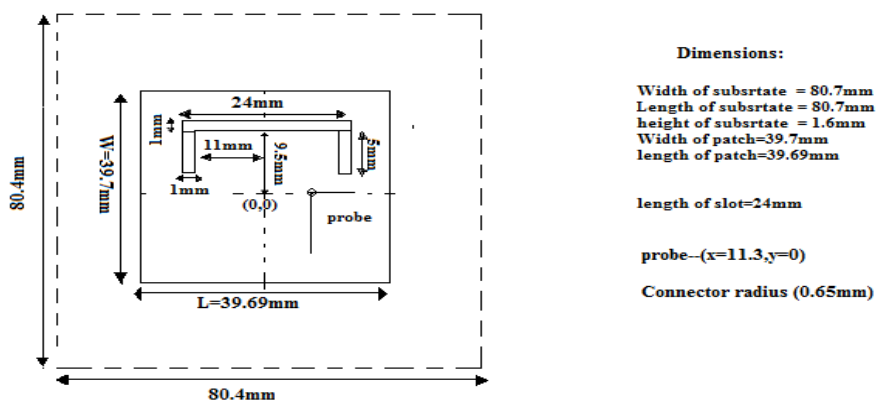 24mm
1mm
11mm
9.5mm
5mm
1mm
(0,0)
probe
W=39.7mm
L=39.69mm
80.4mm
80.4mm
Dimensions:
Width of subsrtate = 80.7mm
Length of subsrtate = 80.7mm
height of subsrtate = 1.6mm
Width of patch=39.7mm
length of patch=39.69mm
length of slot=24mm
probe--(x=11.3,y=0)
Connector radius (0.65mm)